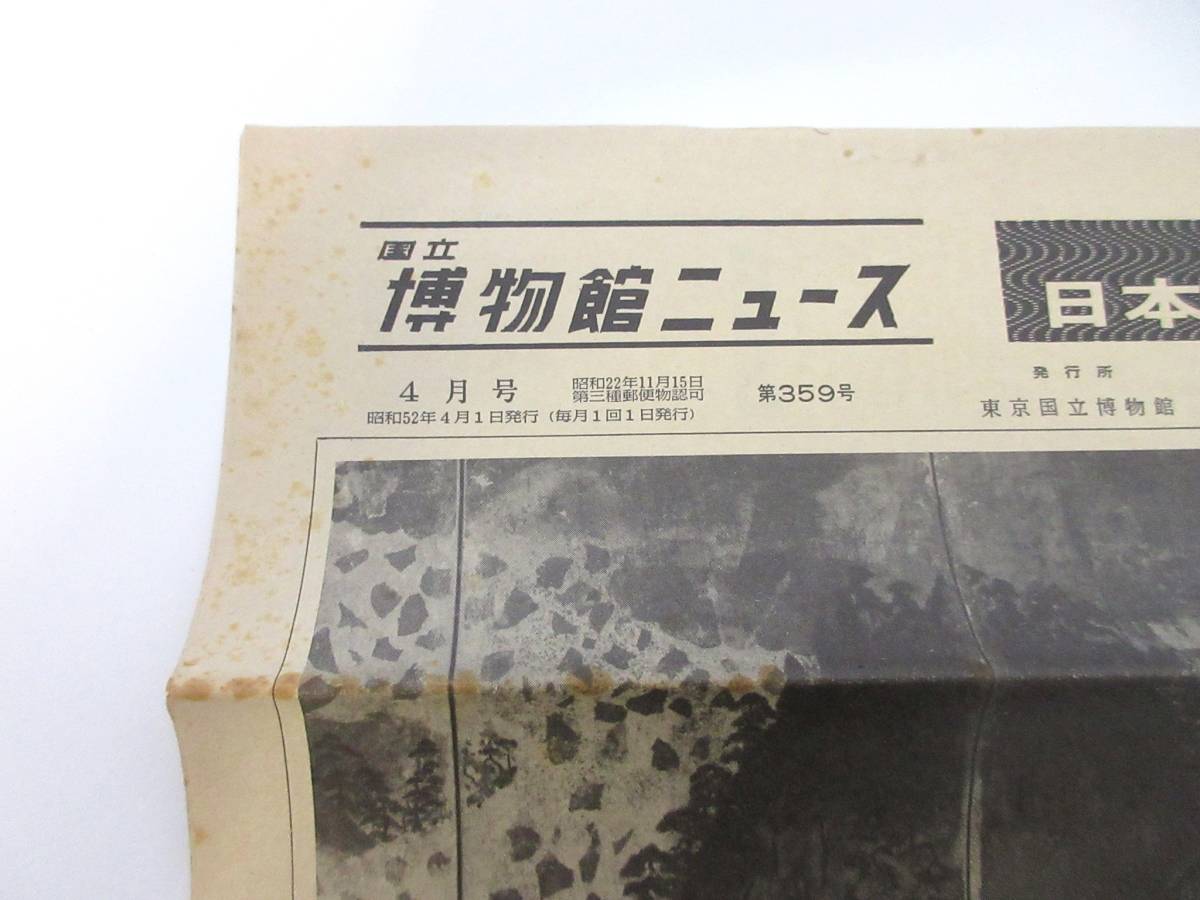 国立
博物館ニュース
4月号
昭和22年11月15日
第三種郵便物認可
第359号
昭和52年4月1日発行(毎月1回1日発行)
日本
発行所
東京国立博物館